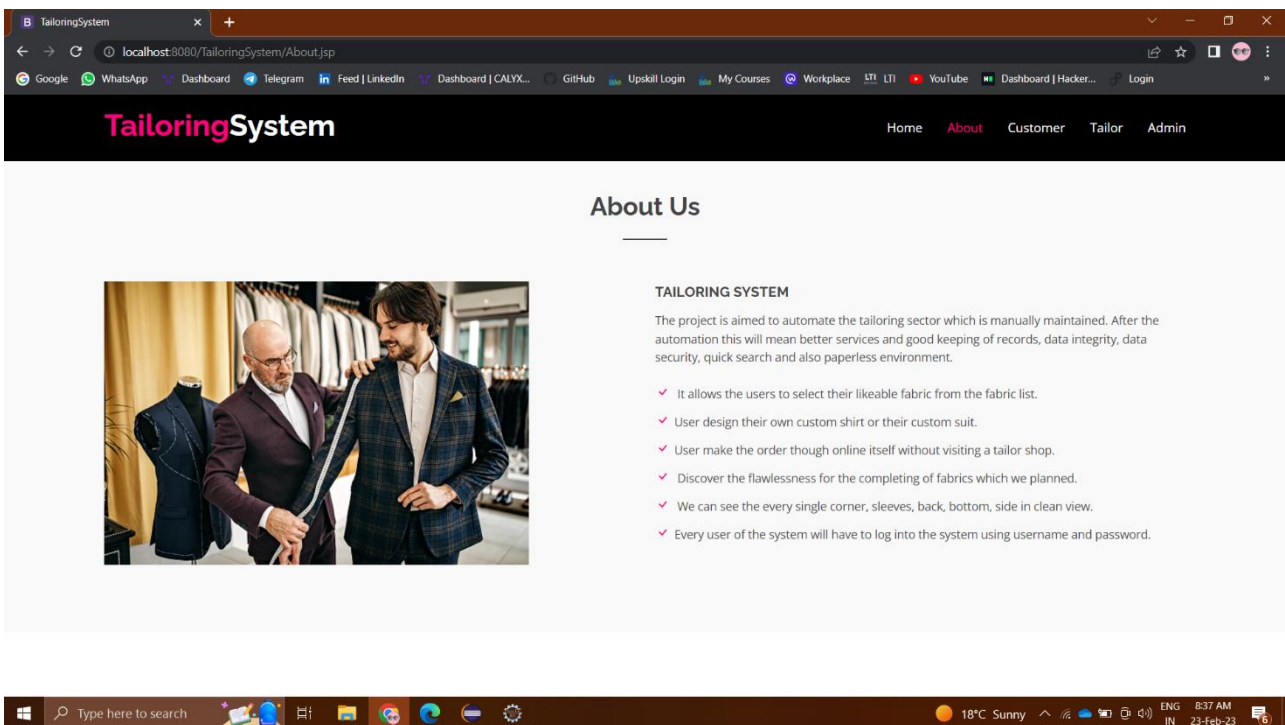 B TailoringSystem
localhost:8080/TailoringSystem/About.jsp
Google WhatsApp Dashboard Telegram in Feed | LinkedIn Dashboard | CALYX... GitHub Upskill Login My Courses Workplace LTI LTI YouTube Dashboard | Hacker... Login »
TailoringSystem
Home About Customer Tailor Admin
About Us
TAILORING SYSTEM
The project is aimed to automate the tailoring sector which is manually maintained. After the
automation this will mean better services and good keeping of records, data integrity, data
security, quick search and also paperless environment.
It allows the users to select their likeable fabric from the fabric list.
User design their own custom shirt or their custom suit.
User make the order though online itself without visiting a tailor shop.
Discover the flawlessness for the completing of fabrics which we planned.
We can see the every single corner, sleeves, back, bottom, side in clean view.
Every user of the system will have to log into the system using username and password.
Type here to search
18°C Sunny
ENG
IN
8:37 AM
23-Feb-23
6